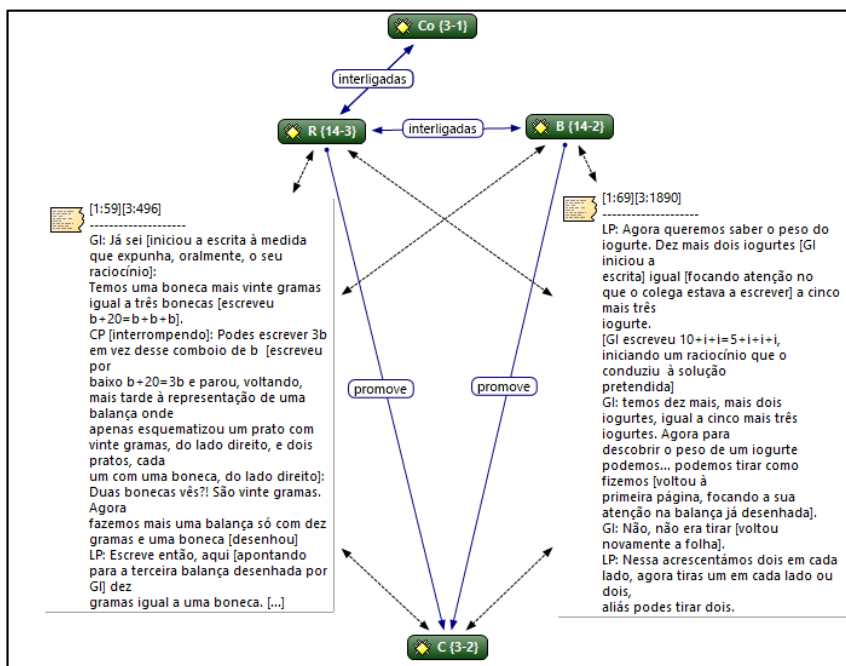 Co {3-1}
interligadas
R {14-3}
interligadas
B {14-2}
[1:59][3:496]
--------------------
GI: Já sei [iniciou a escrita à medida
que expunha, oralmente, o seu
raciocínio]:
Temos uma boneca mais vinte gramas
igual a três bonecas [escreveu
b+20=b+b+b].
CP [interrompendo]: Podes escrever 3b
em vez desse comboio de b [escreveu
por
baixo b+20=3b e parou, voltando,
mais tarde à representação de uma
balança onde
apenas esquematizou um prato com
vinte gramas, do lado direito, e dois
pratos, cada
um com uma boneca, do lado direito]:
Duas bonecas vês?! São vinte gramas.
Agora
fazemos mais uma balança só com dez
gramas e uma boneca [desenhou]
LP: Escreve então, aqui [apontando
para a terceira balança desenhada por
GI] dez
gramas igual a uma boneca. [...]
promove
promove
[1:69][3:1890]
--------------------
LP: Agora queremos saber o peso do
iogurte. Dez mais dois iogurtes [GI
iniciou a
escrita] igual [focando atenção no
que o colega estava a escrever] a cinco
mais três
iogurte.
[GI escreveu 10+i+i=5+i+i+i,
iniciando um raciocínio que o
conduziu à solução
pretendida]
GI: temos dez mais, mais dois
iogurtes, igual a cinco mais três
iogurtes. Agora para
descobrir o peso de um iogurte
podemos... podemos tirar como
fizemos [voltou à
primeira página, focando a sua
atenção na balança já desenhada].
GI: Não, não era tirar [voltou
novamente a folha].
LP: Nessa acrescentámos dois em cada
lado, agora tiras um em cada lado ou
dois,
aliás podes tirar dois.
C {3-2}